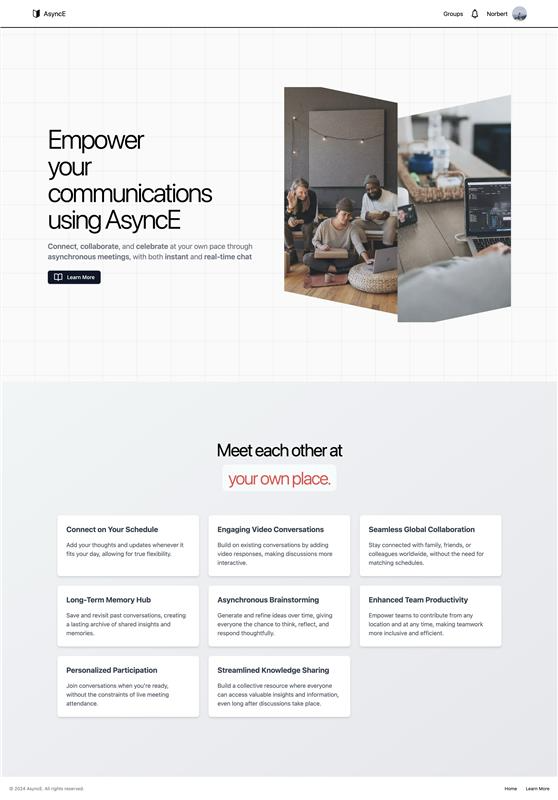 AsyncE
Groups
Norbert
Empower
your
communications
using AsyncE
Connect, collaborate, and celebrate at your own pace through
asynchronous meetings, with both instant and real-time chat
Learn More
Meet each other at
your own place.
Connect on Your Schedule
Add your thoughts and updates whenever it
fits your day, allowing for true flexibility.
Engaging Video Conversations
Build on existing conversations by adding
video responses, making discussions more
interactive.
Seamless Global Collaboration
Stay connected with family, friends, or
colleagues worldwide, without the need for
matching schedules.
Long-Term Memory Hub
Save and revisit past conversations, creating
a lasting archive of shared insights and
memories.
Asynchronous Brainstorming
Generate and refine ideas over time, giving
everyone the chance to think, reflect, and
respond thoughtfully.
Enhanced Team Productivity
Empower teams to contribute from any
location and at any time, making teamwork
more inclusive and efficient.
Personalized Participation
Join conversations when you're ready,
without the constraints of live meeting
attendance.
Streamlined Knowledge Sharing
Build a collective resource where everyone
can access valuable insights and information,
even long after discussions take place.
© 2024 AsyncE. All rights reserved.
Home
Learn More